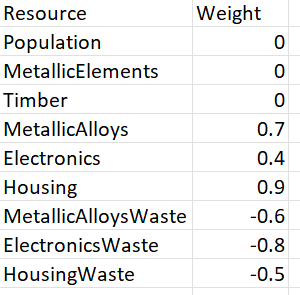 Resource Weight
Population 0
MetallicElements 0
Timber 0
MetallicAlloys 0.7
Electronics 0.4
Housing 0.9
MetallicAlloysWaste -0.6
ElectronicsWaste -0.8
HousingWaste -0.5